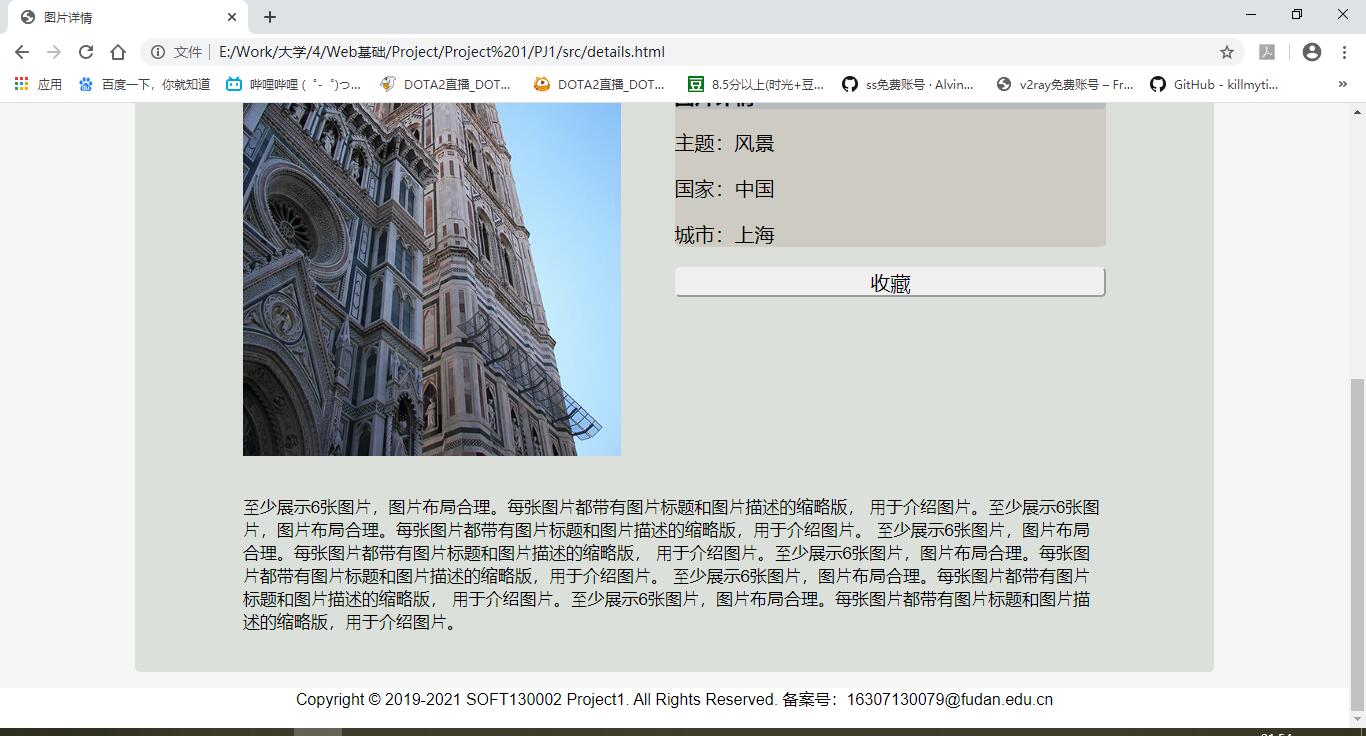 图片详情
文件 E:/Work/大学/4/Web基础/Project/Project%201/PJ1/src/details.html
应用 百度一下，你就知道 哔哩哔哩 ( ゜- ゜)つ... DOTA2直播_DOT... DOTA2直播_DOT... 8.5分以上(时光+豆... ss免费账号 · Alvin... v2ray免费账号 – Fr... GitHub - killmyti... »
图片详情
主题：风景
国家：中国
城市：上海
收藏
至少展示6张图片，图片布局合理。每张图片都带有图片标题和图片描述的缩略版， 用于介绍图片。至少展示6张图
片，图片布局合理。每张图片都带有图片标题和图片描述的缩略版，用于介绍图片。 至少展示6张图片，图片布局
合理。每张图片都带有图片标题和图片描述的缩略版， 用于介绍图片。至少展示6张图片，图片布局合理。每张图
片都带有图片标题和图片描述的缩略版，用于介绍图片。 至少展示6张图片，图片布局合理。每张图片都带有图片
标题和图片描述的缩略版， 用于介绍图片。至少展示6张图片，图片布局合理。每张图片都带有图片标题和图片描
述的缩略版，用于介绍图片。
Copyright © 2019-2021 SOFT130002 Project1. All Rights Reserved. 备案号：16307130079@fudan.edu.cn